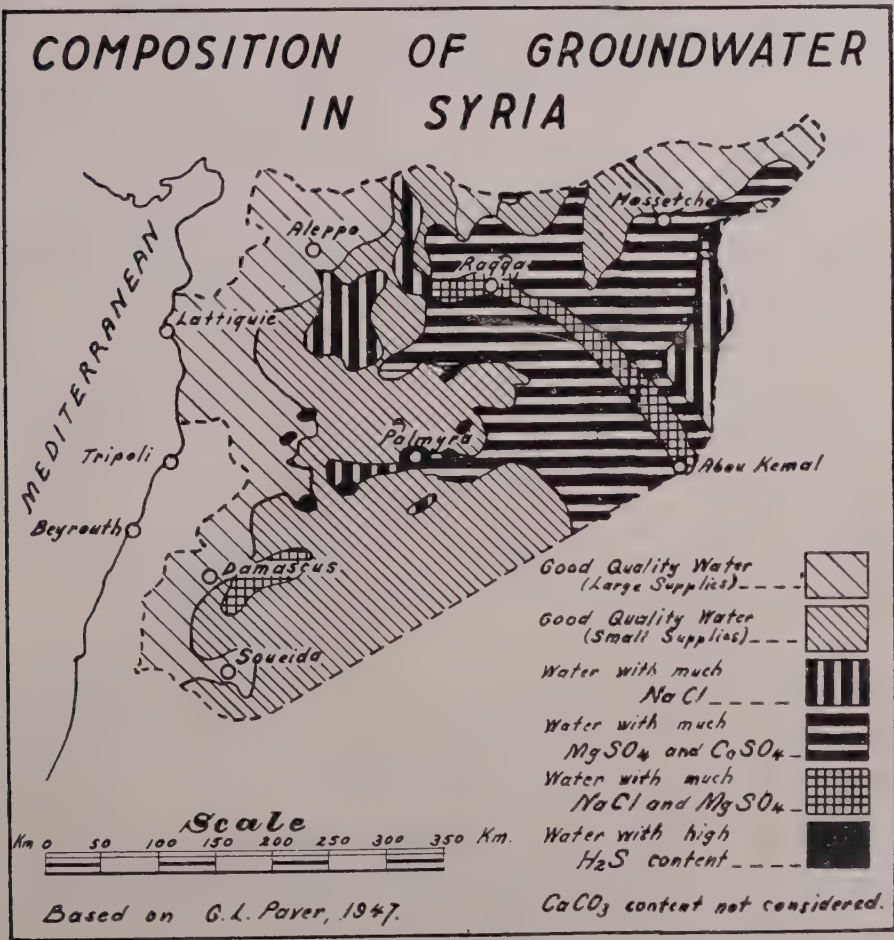 COMPOSITION OF GROUNDWATER
IN SYRIA
MEDITERRANEAN
Mossetche
Aleppo
Raqqa
Lattiquie
Palmyra
Tripoli
Abou Kemal
Beyrouth
Damascus
Soueida
Good Quality Water
(Large Supplies)
Good Quality Water
(Small Supplies)
Water with much
NaCl
Water with much
MgSO₄ and CaSO₄
Water with much
NaCl and MgSO₄
Water with high
H₂S content
CaCO₃ content not considered.
Scale
Km 0 50 100 150 200 250 300 350 Km.
Based on G.L. Paver, 1947.